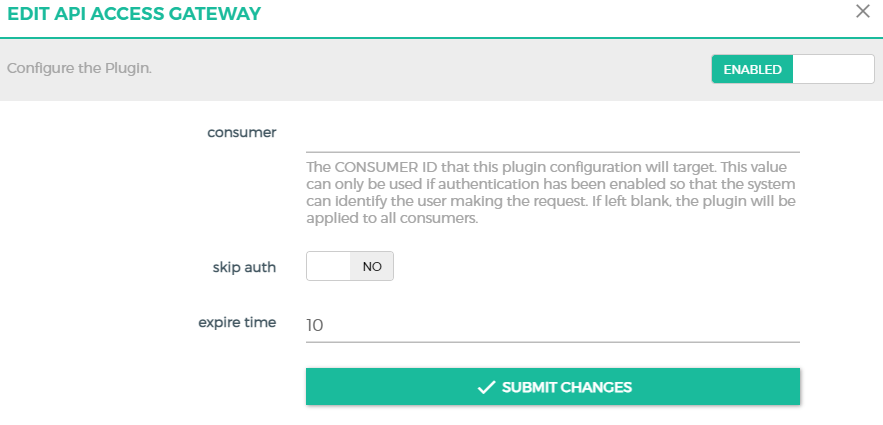 EDIT API ACCESS GATEWAY
Configure the Plugin.
ENABLED
consumer
The CONSUMER ID that this plugin configuration will target. This value
can only be used if authentication has been enabled so that the system
can identify the user making the request. If left blank, the plugin will be
applied to all consumers.
skip auth
NO
expire time
10
SUBMIT CHANGES